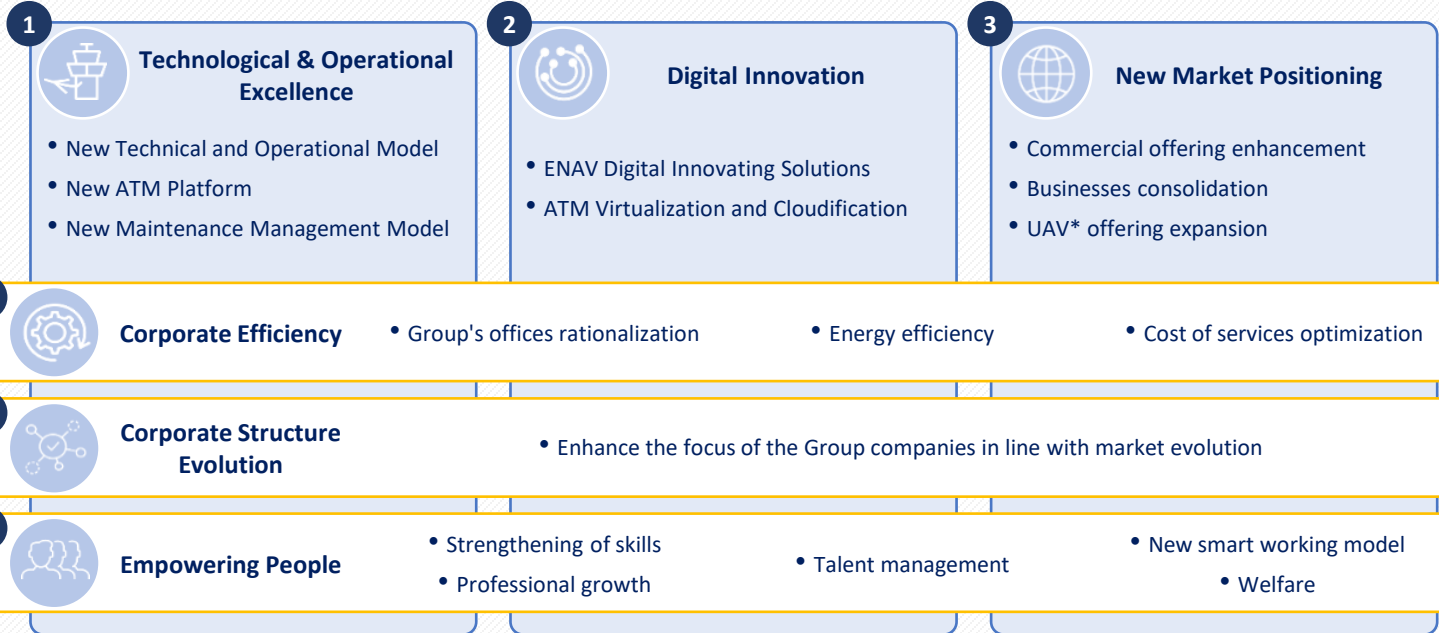 1
Technological & Operational
Excellence
• New Technical and Operational Model
• New ATM Platform
• New Maintenance Management Model
2
Digital Innovation
• ENAV Digital Innovating Solutions
• ATM Virtualization and Cloudification
3
New Market Positioning
• Commercial offering enhancement
• Businesses consolidation
• UAV* offering expansion
Corporate Efficiency
• Group's offices rationalization
• Energy efficiency
• Cost of services optimization
Corporate Structure
Evolution
• Enhance the focus of the Group companies in line with market evolution
Empowering People
• Strengthening of skills
• Professional growth
• Talent management
• New smart working model
• Welfare